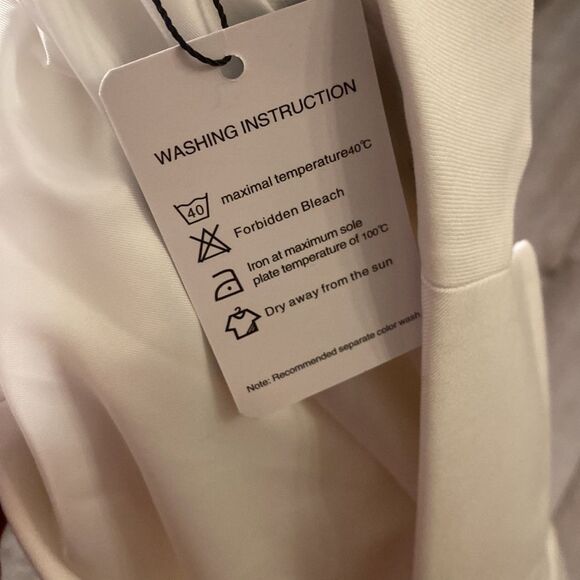 WASHING INSTRUCTION
40 maximal temperature40℃
Forbidden Bleach
Iron at maximum sole
plate temperature of 100℃
Dry away from the sun
Note: Recommended separate color wash